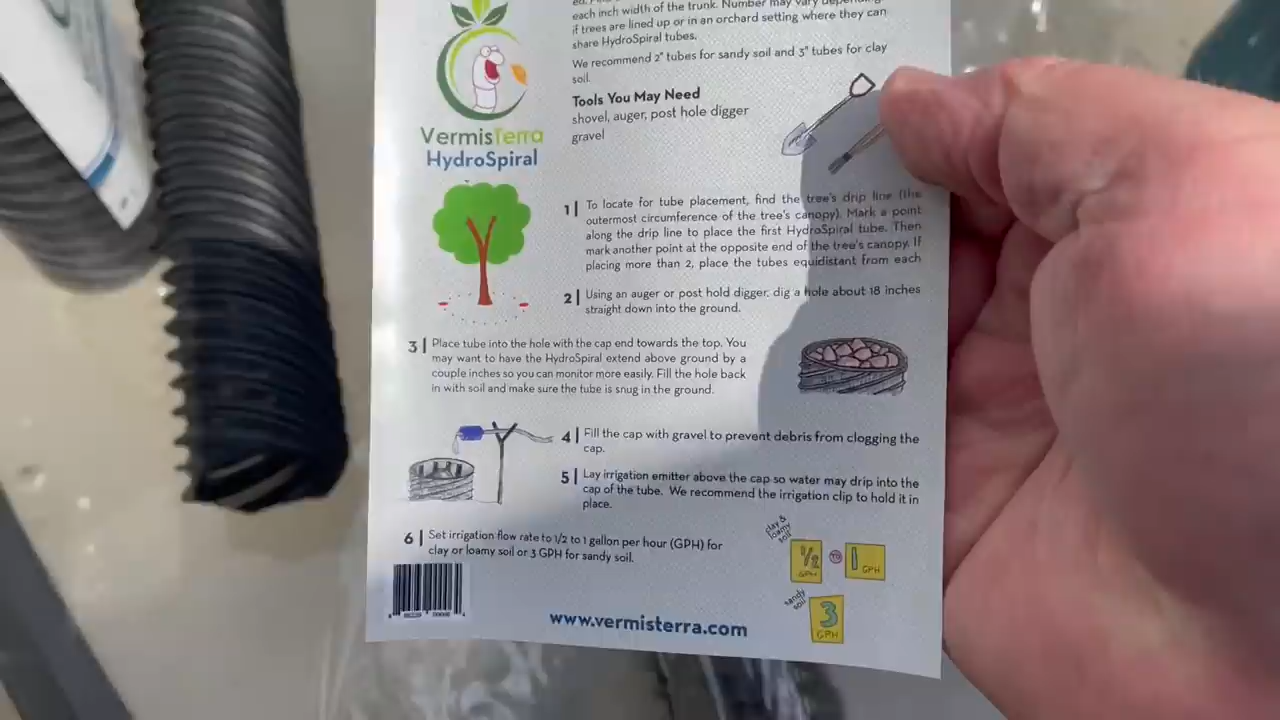 each inch width of the trunk. Number may vary depending
if trees are lined up or in an orchard setting where they can
share HydroSpiral tubes.
We recommend 2" tubes for sandy soil and 3" tubes for clay
soil.
Tools You May Need
shovel, auger, post hole digger
gravel
VermisTerra
HydroSpiral
1| To locate for tube placement, find the tree's drip line (the
outermost circumference of the tree's canopy). Mark a point
along the drip line to place the first HydroSpiral tube. Then
mark another point at the opposite end of the tree's canopy. If
placing more than 2, place the tubes equidistant from each
2| Using an auger or post hold digger, dig a hole about 18 inches
straight down into the ground.
3| Place tube into the hole with the cap end towards the top. You
may want to have the HydroSpiral extend above ground by a
couple inches so you can monitor more easily. Fill the hole back
in with soil and make sure the tube is snug in the ground.
4| Fill the cap with gravel to prevent debris from clogging the
cap.
5| Lay irrigation emitter above the cap so water may drip into the
cap of the tube. We recommend the irrigation clip to hold it in
place.
6| Set irrigation flow rate to 1/2 to 1 gallon per hour (GPH) for
clay or loamy soil or 3 GPH for sandy soil.
clay &
loamy
soil
1/2
GPH
TO
1
GPH
sandy
soil
3
GPH
www.vermisterra.com